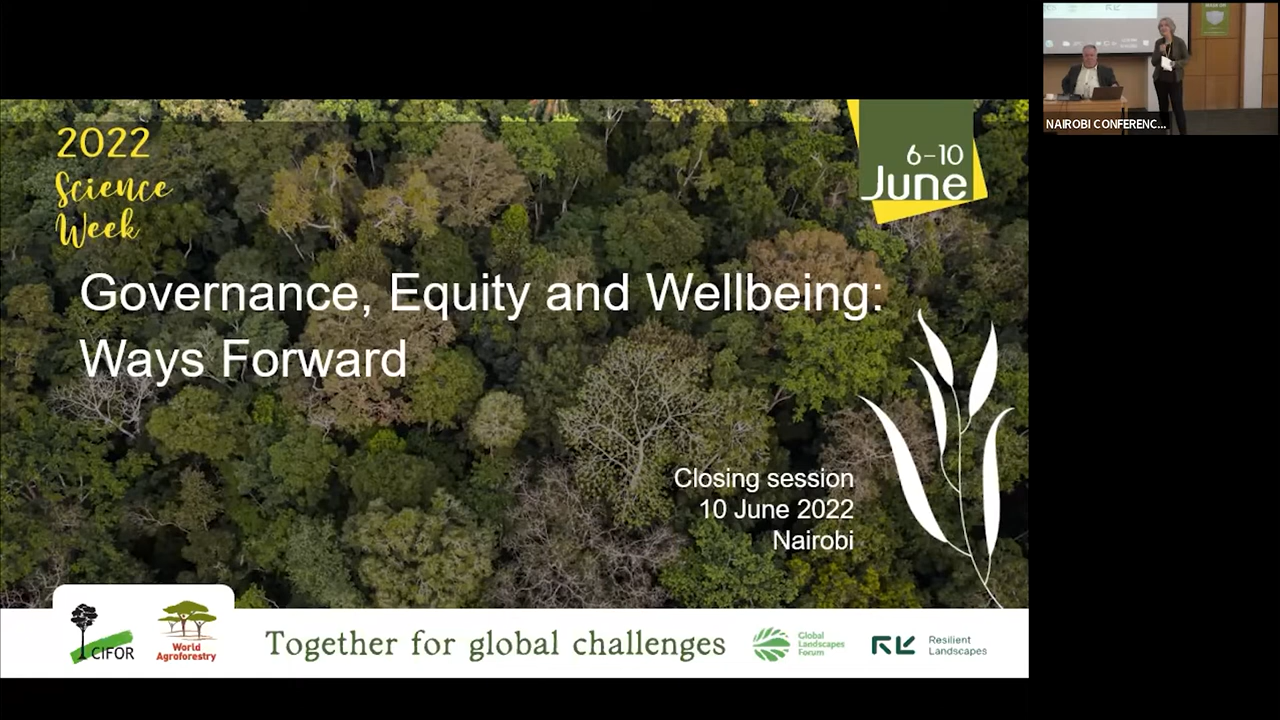 2022
Science
Week
6-10
June
Governance, Equity and Wellbeing:
Ways Forward
Closing session
10 June 2022
Nairobi
CIFOR
World
Agroforestry
Together for global challenges
Global
Landscapes
Forum
Resilient
Landscapes
NAIROBI CONFERENC...